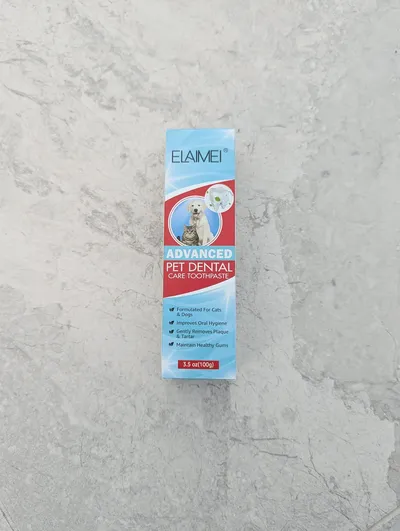 ELAIMEI®
ADVANCED
PET DENTAL
CARE TOOTHPASTE
Formulated For Cats
& Dogs
Improves Oral Hygiene
Gently Removes Plaque
& Tartar
Maintain Healthy Gums
3.5 oz(100g)